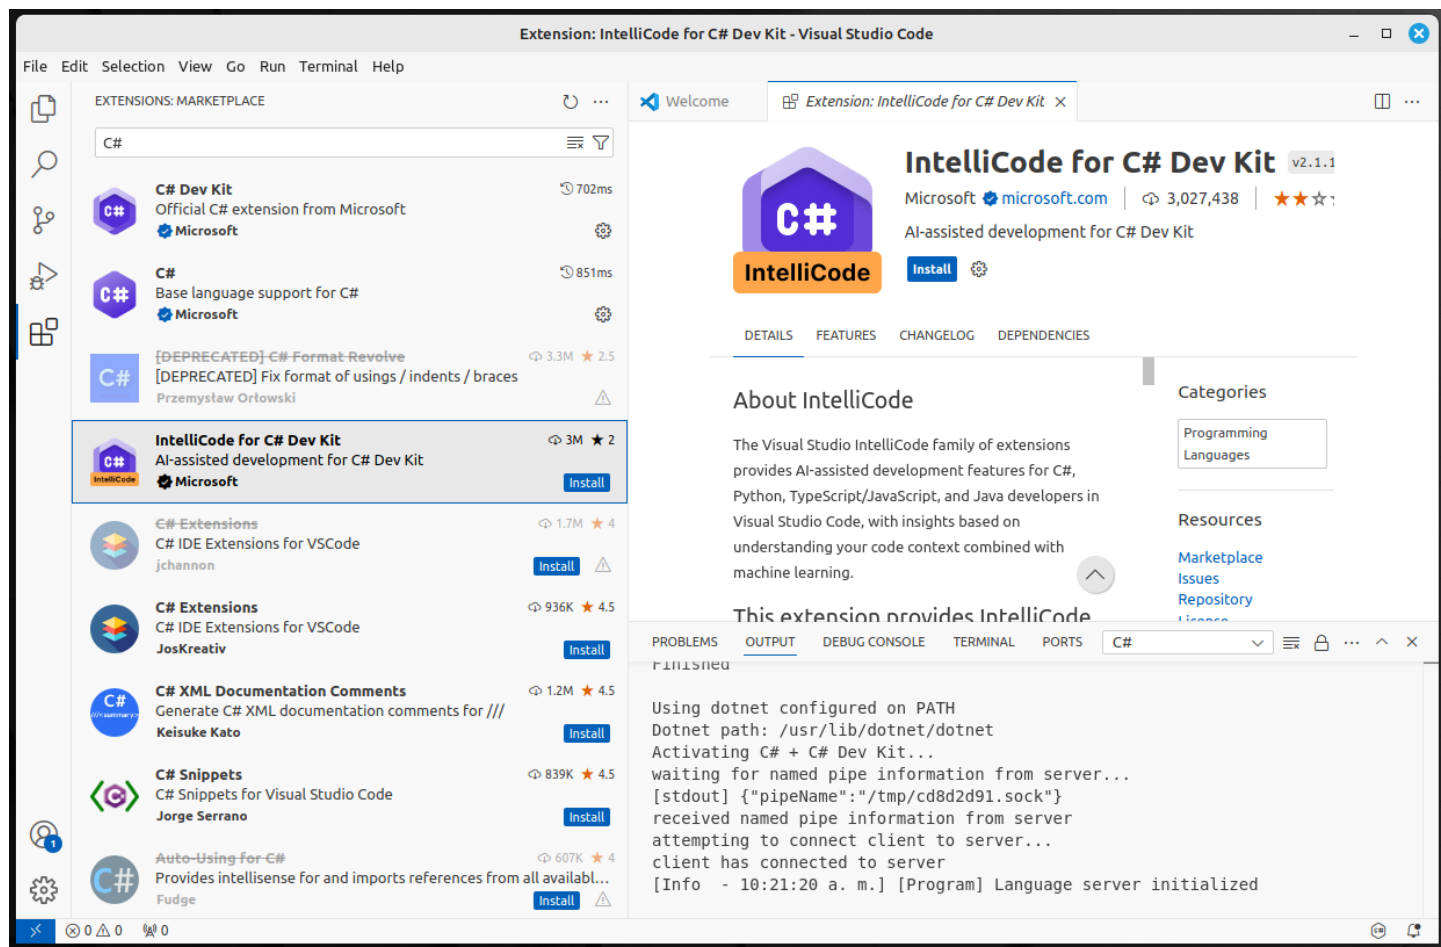 Extension: IntelliCode for C# Dev Kit - Visual Studio Code
File Edit Selection View Go Run Terminal Help
EXTENSIONS: MARKETPLACE
C#
C# Dev Kit 702ms
Official C# extension from Microsoft
Microsoft
C# 851ms
Base language support for C#
Microsoft
C#
[DEPRECATED] C# Format Revolve 3.3M 2.5
[DEPRECATED] Fix format of usings / indents / braces
Przemysław Orłowski
IntelliCode for C# Dev Kit 3M 2
AI-assisted development for C# Dev Kit
Microsoft Install
C#
IntelliCode
C# Extensions 1.7M 4
C# IDE Extensions for VSCode
jchannon Install
C# Extensions 936K 4.5
C# IDE Extensions for VSCode
JosKreativ Install
C#
///<summary>
C# XML Documentation Comments 1.2M 4.5
Generate C# XML documentation comments for ///
Keisuke Kato Install
C# Snippets 839K 4.5
C# Snippets for Visual Studio Code
Jorge Serrano Install
C#
Auto-Using for C# 607K 4
Provides intellisense for and imports references from all availabl...
Fudge Install
1
Welcome
Extension: IntelliCode for C# Dev Kit
C#
IntelliCode
IntelliCode for C# Dev Kit v2.1.1
Microsoft microsoft.com 3,027,438
AI-assisted development for C# Dev Kit
Install
DETAILS FEATURES CHANGELOG DEPENDENCIES
About IntelliCode
The Visual Studio IntelliCode family of extensions
provides AI-assisted development features for C#,
Python, TypeScript/JavaScript, and Java developers in
Visual Studio Code, with insights based on
understanding your code context combined with
machine learning.
This extension provides IntelliCode
Categories
Programming
Languages
Resources
Marketplace
Issues
Repository
License
PROBLEMS OUTPUT DEBUG CONSOLE TERMINAL PORTS C#
Finished
Using dotnet configured on PATH
Dotnet path: /usr/lib/dotnet/dotnet
Activating C# + C# Dev Kit...
waiting for named pipe information from server...
[stdout] {"pipeName":"/tmp/cd8d2d91.sock"}
received named pipe information from server
attempting to connect client to server...
client has connected to server
[Info - 10:21:20 a. m.] [Program] Language server initialized
0 0 0